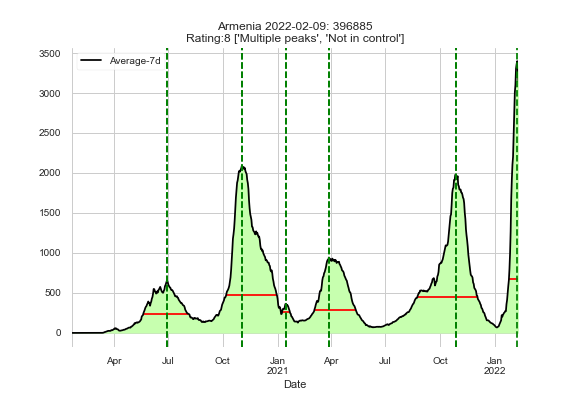 Armenia 2022-02-09: 396885
Rating:8 ['Multiple peaks', 'Not in control']
Average-7d
3500
3000
2500
2000
1500
1000
500
0
Apr Jul Oct Jan Apr Jul Oct Jan
2021 2022
Date